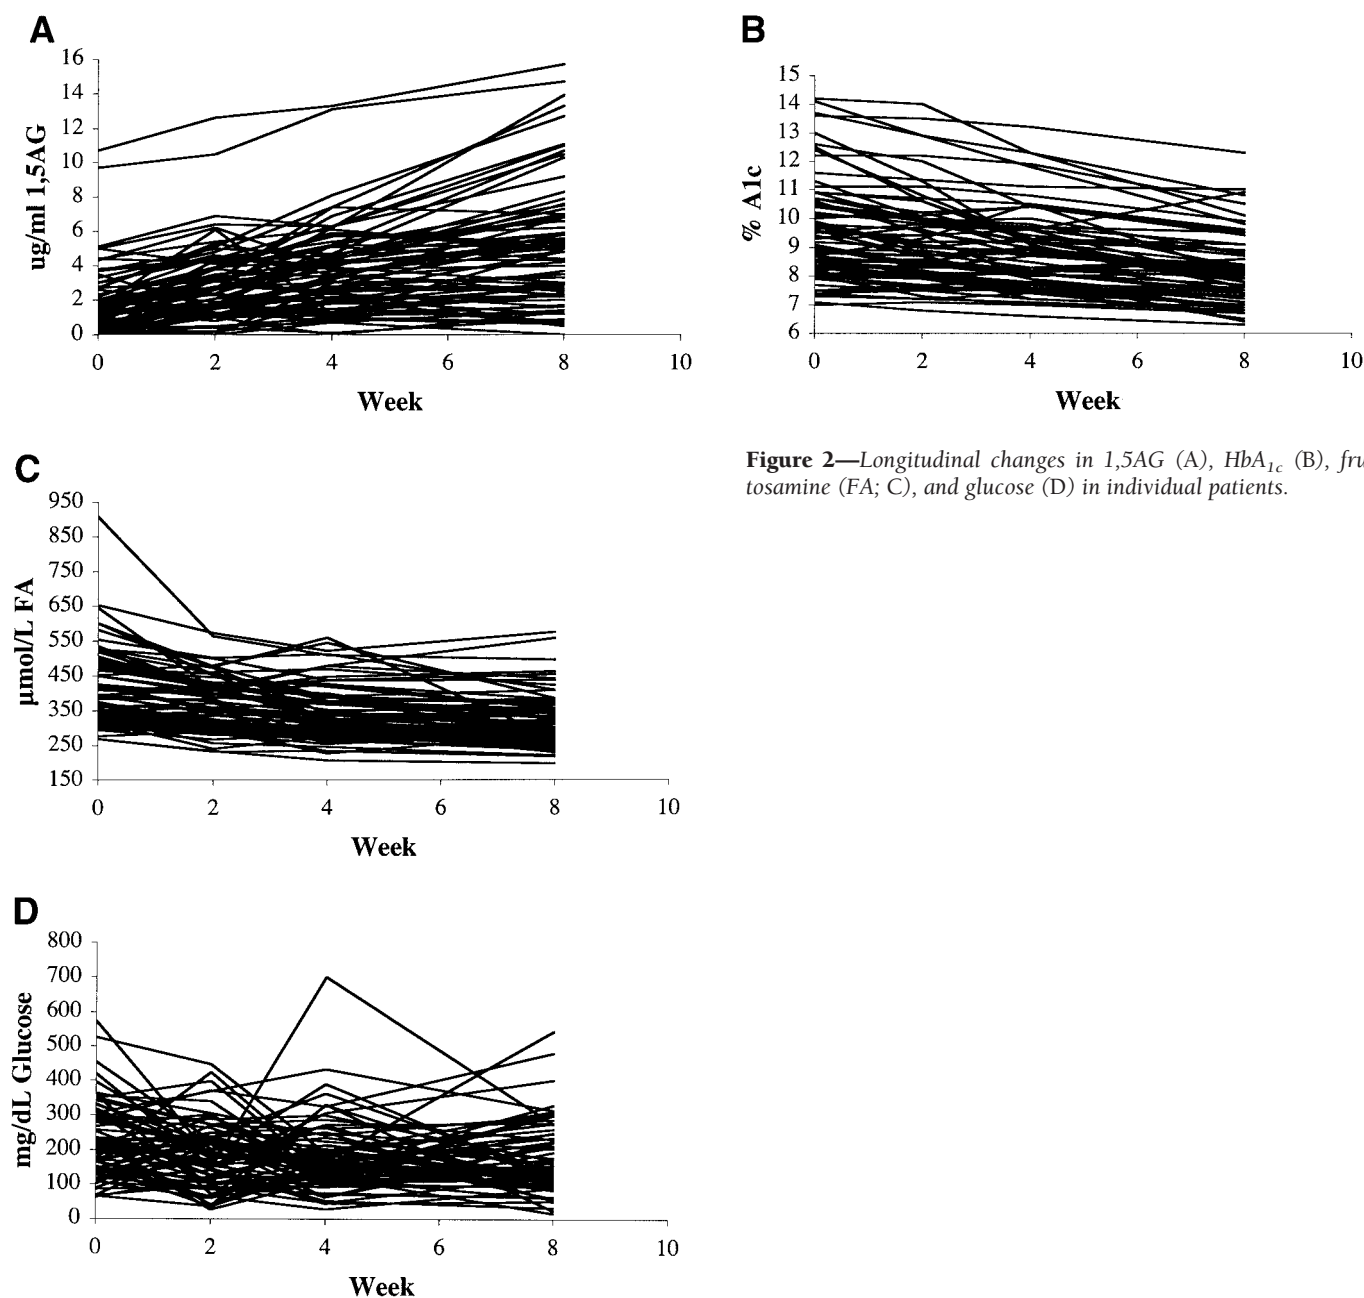 A
16
14
12
10
8
6
4
2
0
ug/ml 1,5AG
0 2 4 6 8 10
Week
B
15
14
13
12
11
10
9
8
7
6
% A1c
0 2 4 6 8 10
Week
Figure 2—Longitudinal changes in 1,5AG (A), HbA1c (B), fru
tosamine (FA; C), and glucose (D) in individual patients.
C
950
850
750
650
550
450
350
250
150
µmol/L FA
0 2 4 6 8 10
Week
D
800
700
600
500
400
300
200
100
0
mg/dL Glucose
0 2 4 6 8 10
Week